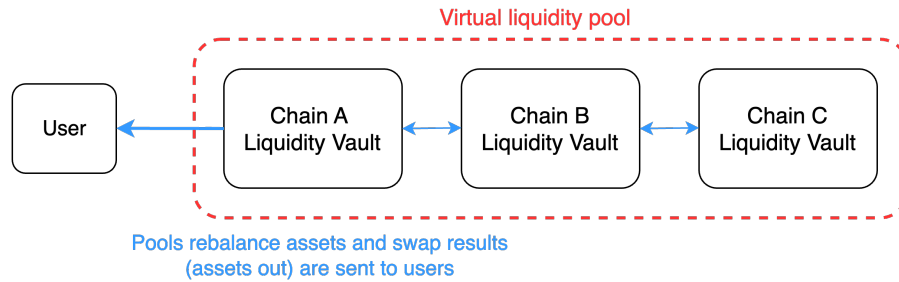 Virtual liquidity pool
User
Chain A
Liquidity Vault
Chain B
Liquidity Vault
Chain C
Liquidity Vault
Pools rebalance assets and swap results
(assets out) are sent to users